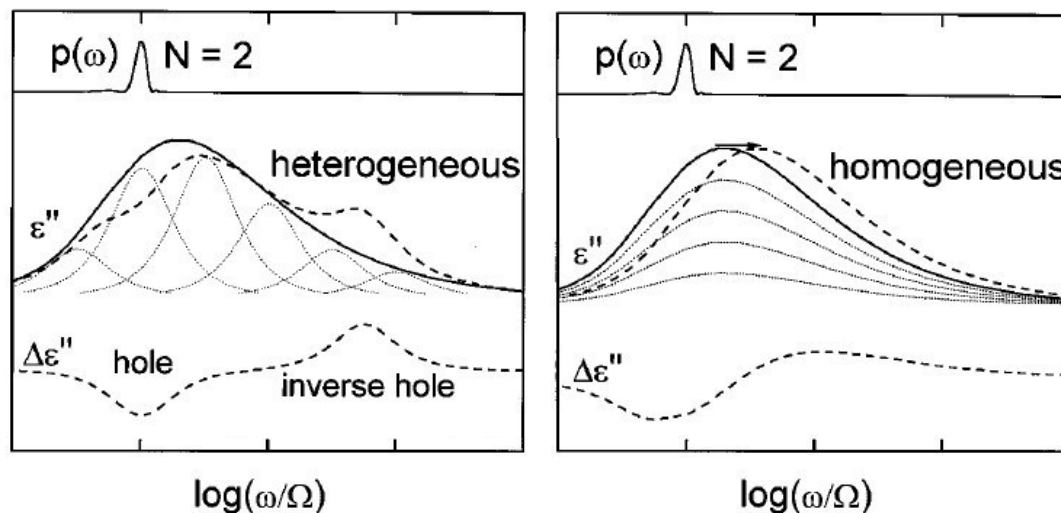 p(ω) N = 2
heterogeneous
ε"
Δε"
hole
inverse hole
log(ω/Ω)
p(ω) N = 2
homogeneous
ε"
Δε"
log(ω/Ω)